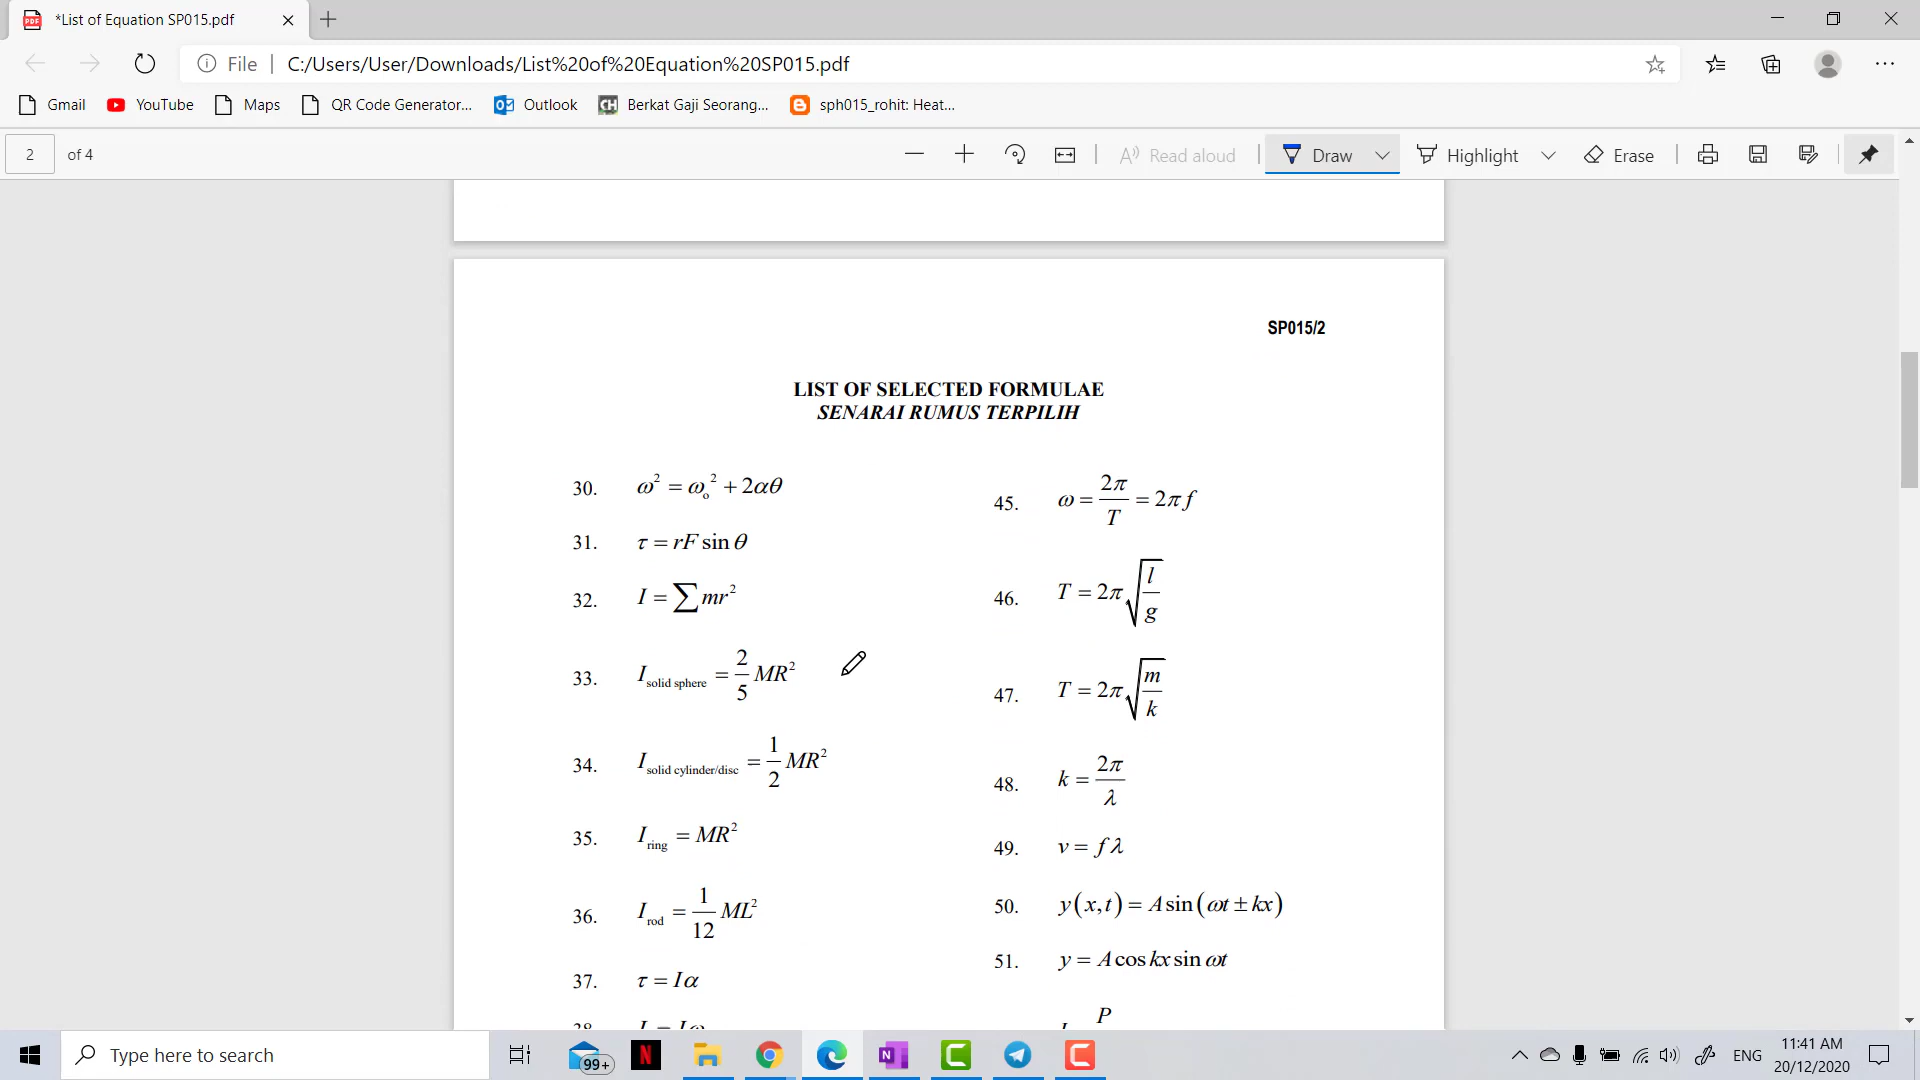 *List of Equation SP015.pdf
File | C:/Users/User/Downloads/List%20of%20Equation%20SP015.pdf
Gmail YouTube Maps QR Code Generator... Outlook Berkat Gaji Seorang... sph015_rohit: Heat...
2 of 4 Read aloud Draw Highlight Erase
SP015/2
LIST OF SELECTED FORMULAE
SENARAI RUMUS TERPILIH
30. ω² = ωₒ² + 2αθ
31. τ = rF sin θ
32. I = ∑ mr²
33. I solid sphere = 2/5 MR²
34. I solid cylinder/disc = 1/2 MR²
35. I ring = MR²
36. I rod = 1/12 ML²
37. τ = Iα
45. ω = 2π/T = 2πf
46. T = 2π√(l/g)
47. T = 2π√(m/k)
48. k = 2π/λ
49. v = fλ
50. y(x,t) = A sin(ωt ± kx)
51. y = A cos kx sin ωt
P
Type here to search
99+
ENG
11:41 AM
20/12/2020